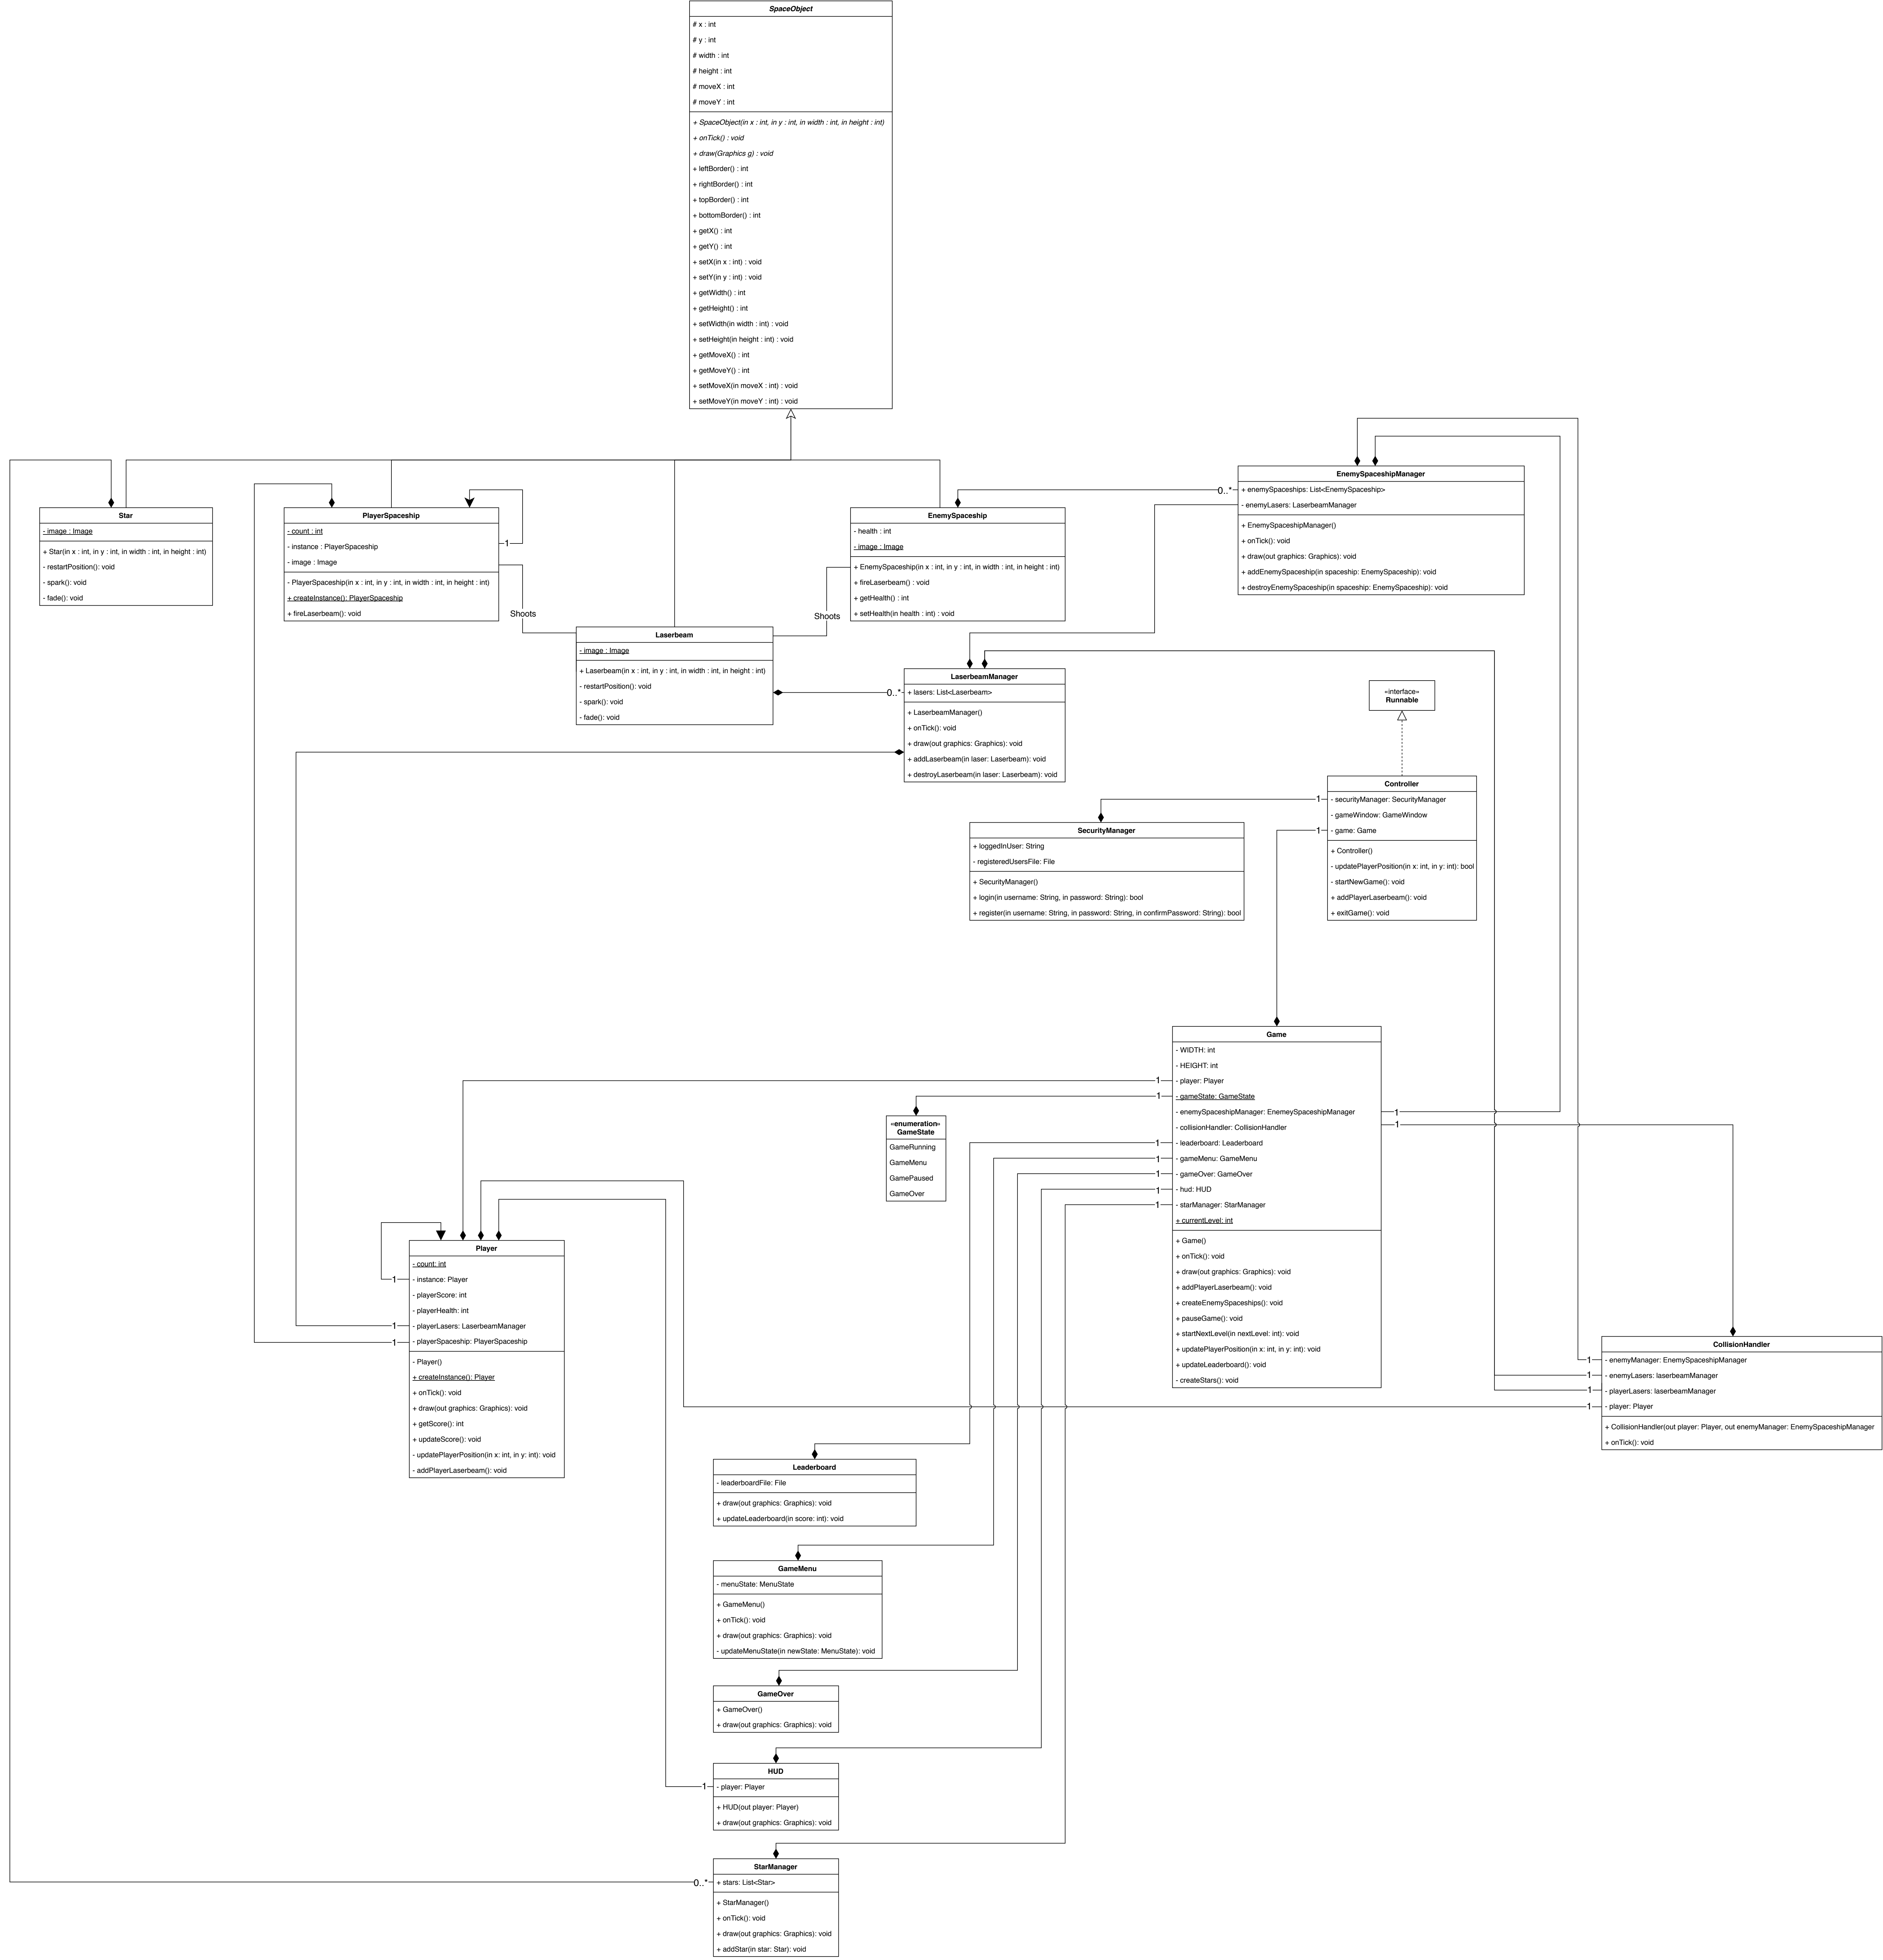 SpaceObject
# x : int
# y : int
# width : int
# height : int
# moveX : int
# moveY : int
+ SpaceObject(in x : int, in y : int, in width : int, in height : int)
+ onTick() : void
+ draw(Graphics g) : void
+ leftBorder() : int
+ rightBorder() : int
+ topBorder() : int
+ bottomBorder() : int
+ getX() : int
+ getY() : int
+ setX(in x : int) : void
+ setY(in y : int) : void
+ getWidth() : int
+ getHeight() : int
+ setWidth(in width : int) : void
+ setHeight(in height : int) : void
+ getMoveX() : int
+ getMoveY() : int
+ setMoveX(in moveX : int) : void
+ setMoveY(in moveY : int) : void
Star
- image : Image
+ Star(in x : int, in y : int, in width : int, in height : int)
- restartPosition(): void
- spark(): void
- fade(): void
PlayerSpaceship
- count : int
- instance : PlayerSpaceship
- image : Image
- PlayerSpaceship(in x : int, in y : int, in width : int, in height : int)
+ createInstance(): PlayerSpaceship
+ fireLaserbeam(): void
1
Shoots
EnemySpaceship
- health : int
- image : Image
+ EnemySpaceship(in x : int, in y : int, in width : int, in height : int)
+ fireLaserbeam() : void
+ getHealth() : int
+ setHealth(in health : int) : void
Shoots
EnemySpaceshipManager
+ enemySpaceships: List<EnemySpaceship>
- enemyLasers: LaserbeamManager
+ EnemySpaceshipManager()
+ onTick(): void
+ draw(out graphics: Graphics): void
+ addEnemySpaceship(in spaceship: EnemySpaceship): void
+ destroyEnemySpaceship(in spaceship: EnemySpaceship): void
0..*
Laserbeam
- image : Image
+ Laserbeam(in x : int, in y : int, in width : int, in height : int)
- restartPosition(): void
- spark(): void
- fade(): void
0..*
LaserbeamManager
+ lasers: List<Laserbeam>
+ LaserbeamManager()
+ onTick(): void
+ draw(out graphics: Graphics): void
+ addLaserbeam(in laser: Laserbeam): void
+ destroyLaserbeam(in laser: Laserbeam): void
«interface»
Runnable
Controller
- securityManager: SecurityManager
- gameWindow: GameWindow
- game: Game
+ Controller()
- updatePlayerPosition(in x: int, in y: int): bool
- startNewGame(): void
+ addPlayerLaserbeam(): void
+ exitGame(): void
1
1
SecurityManager
+ loggedInUser: String
- registeredUsersFile: File
+ SecurityManager()
+ login(in username: String, in password: String): bool
+ register(in username: String, in password: String, in confirmPassword: String): bool
Game
- WIDTH: int
- HEIGHT: int
- player: Player
- gameState: GameState
- enemySpaceshipManager: EnemeySpaceshipManager
- collisionHandler: CollisionHandler
- leaderboard: Leaderboard
- gameMenu: GameMenu
- gameOver: GameOver
- hud: HUD
- starManager: StarManager
+ currentLevel: int
+ Game()
+ onTick(): void
+ draw(out graphics: Graphics): void
+ addPlayerLaserbeam(): void
+ createEnemySpaceships(): void
+ pauseGame(): void
+ startNextLevel(in nextLevel: int): void
+ updatePlayerPosition(in x: int, in y: int): void
+ updateLeaderboard(): void
- createStars(): void
1
1
1
1
1
1
1
1
1
«enumeration»
GameState
GameRunning
GameMenu
GamePaused
GameOver
Player
- count: int
- instance: Player
- playerScore: int
- playerHealth: int
- playerLasers: LaserbeamManager
- playerSpaceship: PlayerSpaceship
- Player()
+ createInstance(): Player
+ onTick(): void
+ draw(out graphics: Graphics): void
+ getScore(): int
+ updateScore(): void
- updatePlayerPosition(in x: int, in y: int): void
- addPlayerLaserbeam(): void
1
1
1
CollisionHandler
- enemyManager: EnemySpaceshipManager
- enemyLasers: laserbeamManager
- playerLasers: laserbeamManager
- player: Player
+ CollisionHandler(out player: Player, out enemyManager: EnemySpaceshipManager
+ onTick(): void
1
1
1
1
Leaderboard
- leaderboardFile: File
+ draw(out graphics: Graphics): void
+ updateLeaderboard(in score: int): void
GameMenu
- menuState: MenuState
+ GameMenu()
+ onTick(): void
+ draw(out graphics: Graphics): void
- updateMenuState(in newState: MenuState): void
GameOver
+ GameOver()
+ draw(out graphics: Graphics): void
HUD
- player: Player
+ HUD(out player: Player)
+ draw(out graphics: Graphics): void
1
StarManager
+ stars: List<Star>
+ StarManager()
+ onTick(): void
+ draw(out graphics: Graphics): void
+ addStar(in star: Star): void
0..*